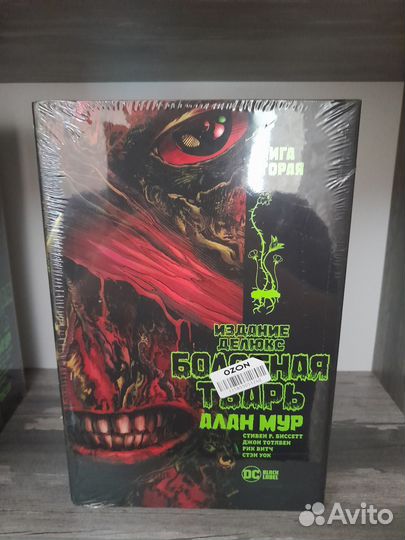 КНИГА
ВТОРАЯ
ИЗДАНИЕ
ДЕЛЮКС
OZON
БОЛОТНАЯ
ТВАРЬ
АЛАН МУР
СТИВЕН Р. БИССЕТТ
ДЖОН ТОТЛБЕН
РИК ВИТЧ
СТЭН УОК
DC BLACK
LABEL
Avito